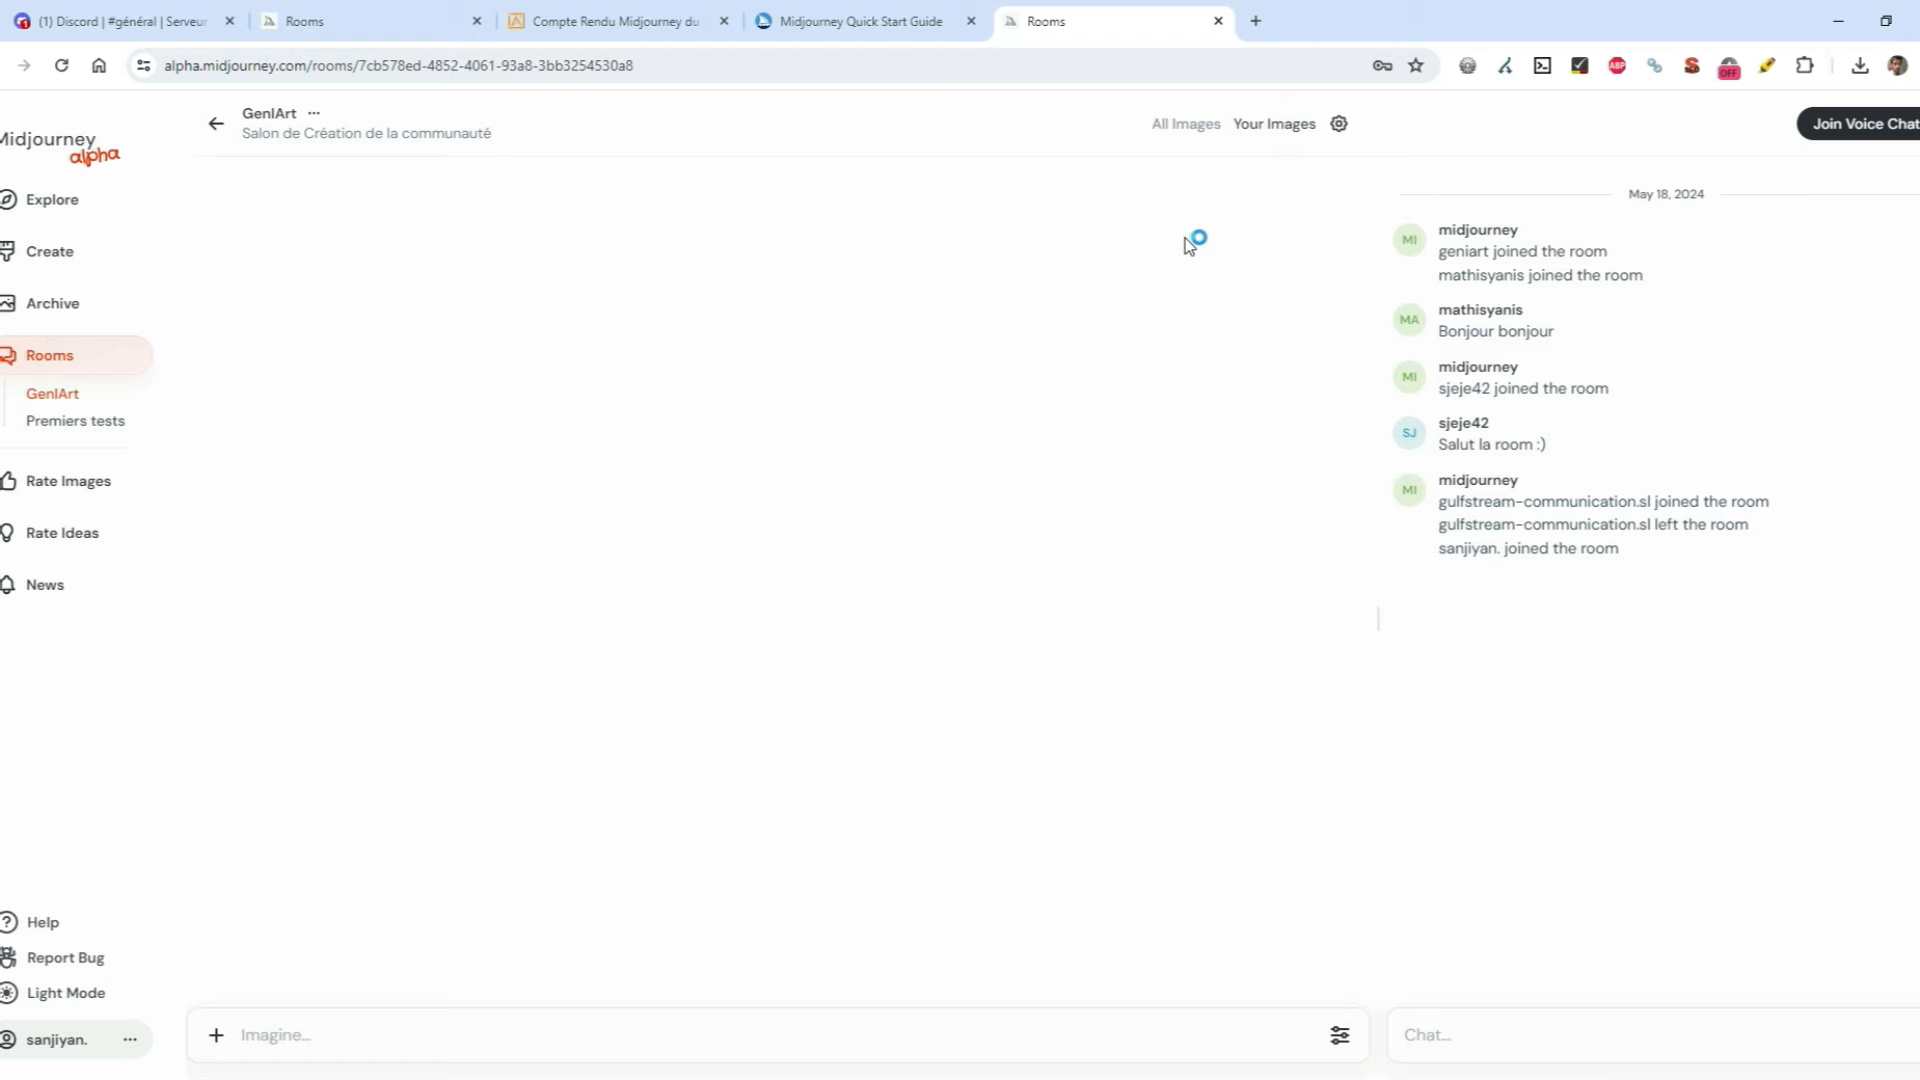 (1) Discord | #général | Serveur
Rooms
Compte Rendu Midjourney du
Midjourney Quick Start Guide
Rooms
alpha.midjourney.com/rooms/7cb578ed-4852-4061-93a8-3bb3254530a8
ABP
OFF
Midjourney
alpha
Explore
Create
Archive
Rooms
GenIArt
Premiers tests
Rate Images
Rate Ideas
News
Help
Report Bug
Light Mode
sanjiyan.
GenIArt
Salon de Création de la communauté
All Images
Your Images
Join Voice Chat
May 18, 2024
MI
midjourney
geniart joined the room
mathisyanis joined the room
MA
mathisyanis
Bonjour bonjour
MI
midjourney
sjeje42 joined the room
SJ
sjeje42
Salut la room :)
MI
midjourney
gulfstream-communication.sl joined the room
gulfstream-communication.sl left the room
sanjiyan. joined the room
Imagine...
Chat...